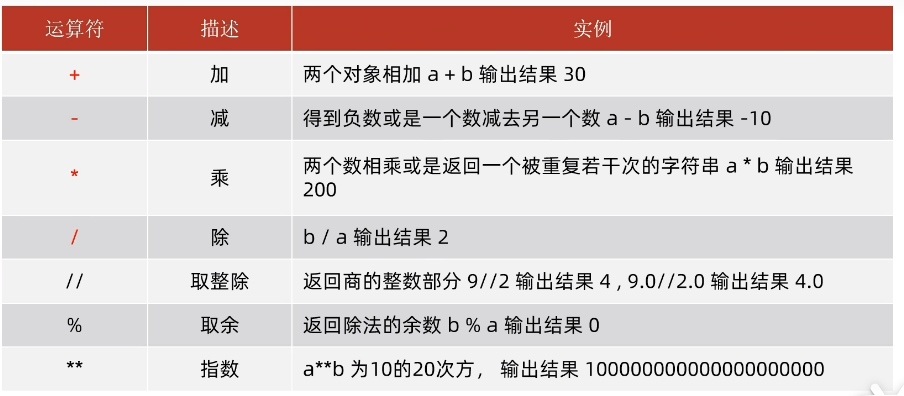 运算符 描述 实例
+ 加 两个对象相加 a + b 输出结果 30
- 减 得到负数或是一个数减去另一个数 a - b 输出结果 -10
* 乘 两个数相乘或是返回一个被重复若干次的字符串 a * b 输出结果
200
/ 除 b / a 输出结果 2
// 取整除 返回商的整数部分 9//2 输出结果 4 , 9.0//2.0 输出结果 4.0
% 取余 返回除法的余数 b % a 输出结果 0
** 指数 a**b 为10的20次方， 输出结果 100000000000000000000